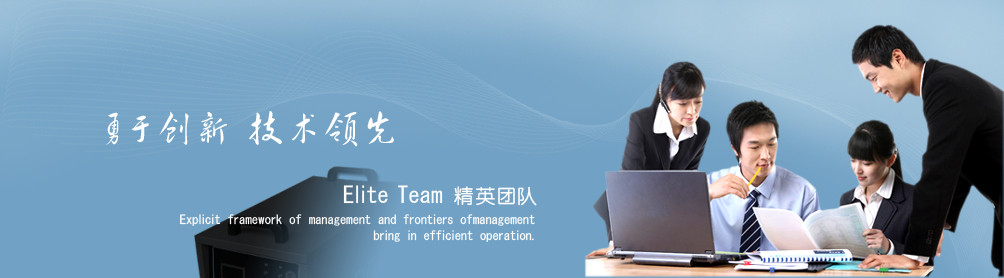 勇于创新 技术领先
Elite Team 精英团队
Explicit framework of management and frontiers ofmanagement
bring in efficient operation.